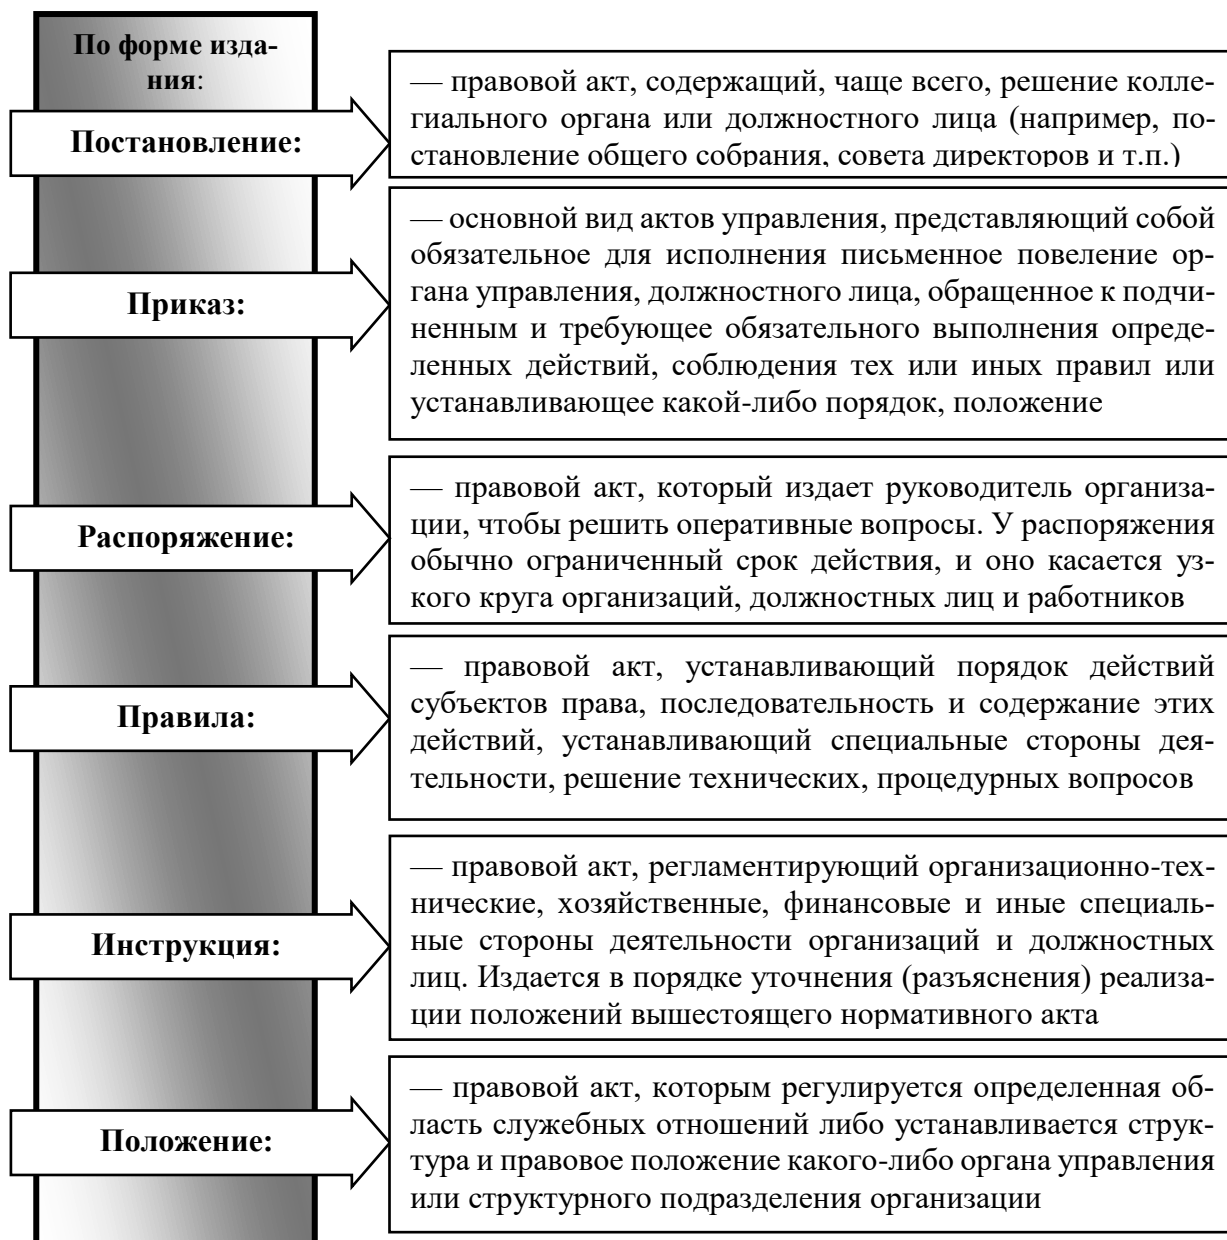 По форме изда-
ния:
Постановление:
— правовой акт, содержащий, чаще всего, решение колле-
гиального органа или должностного лица (например, по-
становление общего собрания, совета директоров и т.п.)
Приказ:
— основной вид актов управления, представляющий собой
обязательное для исполнения письменное повеление ор-
гана управления, должностного лица, обращенное к подчи-
ненным и требующее обязательного выполнения опреде-
ленных действий, соблюдения тех или иных правил или
устанавливающее какой-либо порядок, положение
Распоряжение:
— правовой акт, который издает руководитель организа-
ции, чтобы решить оперативные вопросы. У распоряжения
обычно ограниченный срок действия, и оно касается уз-
кого круга организаций, должностных лиц и работников
Правила:
— правовой акт, устанавливающий порядок действий
субъектов права, последовательность и содержание этих
действий, устанавливающий специальные стороны дея-
тельности, решение технических, процедурных вопросов
Инструкция:
— правовой акт, регламентирующий организационно-тех-
нические, хозяйственные, финансовые и иные специаль-
ные стороны деятельности организаций и должностных
лиц. Издается в порядке уточнения (разъяснения) реализа-
ции положений вышестоящего нормативного акта
Положение:
— правовой акт, которым регулируется определенная об-
ласть служебных отношений либо устанавливается струк-
тура и правовое положение какого-либо органа управления
или структурного подразделения организации